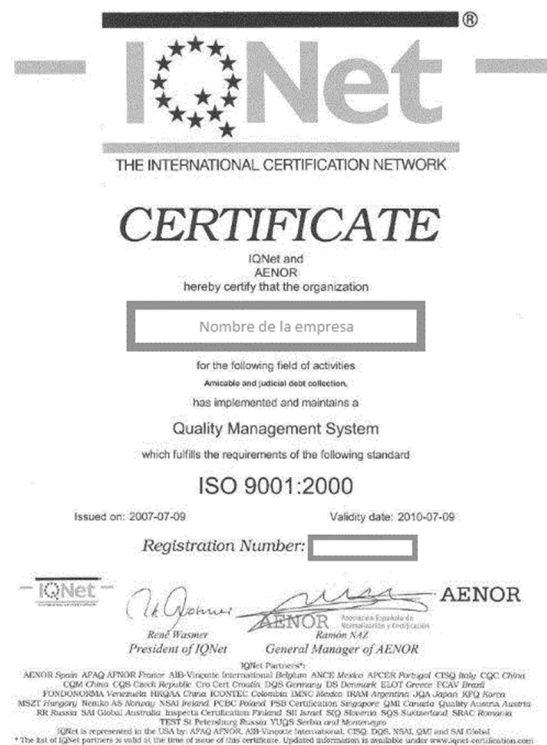 IQNet ®
THE INTERNATIONAL CERTIFICATION NETWORK
CERTIFICATE
IQNet and
AENOR
hereby certify that the organization
Nombre de la empresa
for the following field of activities
Amicable and judicial debt collection.
has implemented and maintains a
Quality Management System
which fulfills the requirements of the following standard
ISO 9001:2000
Issued on: 2007-07-09 Validity date: 2010-07-09
Registration Number:
IQNet
AENOR
AENOR Asociación Española de Normalización y Certificación
René Wasmer Ramón NAZ
President of IQNet General Manager of AENOR
IQNet Partners*:
AENOR Spain AFAQ AFNOR France AIB-Vinçotte International Belgium ANCE Mexico APCER Portugal CISQ Italy CQC China
CQM China CQS Czech Republic Cro Cert Croatia DQS Germany DS Denmark ELOT Greece FCAV Brazil
FONDONORMA Venezuela HKQAA China ICONTEC Colombia IMNC Mexico IRAM Argentina JQA Japan KFQ Korea
MSZT Hungary Nemko AS Norway NSAI Ireland PCBC Poland PSB Certification Singapore QMI Canada Quality Austria Austria
RR Russia SAI Global Australia Inspecta Certification Finland SII Israel SIQ Slovenia SQS Switzerland SRAC Romania
TEST St Petersburg Russia YUQS Serbia and Montenegro
IQNet is represented in the USA by: AFAQ AFNOR, AIB-Vinçotte International, CISQ, DQS, NSAI, QMI and SAI Global
* The list of IQNet partners is valid at the time of issue of this certificate. Updated information is available under www.iqnet-certification.com